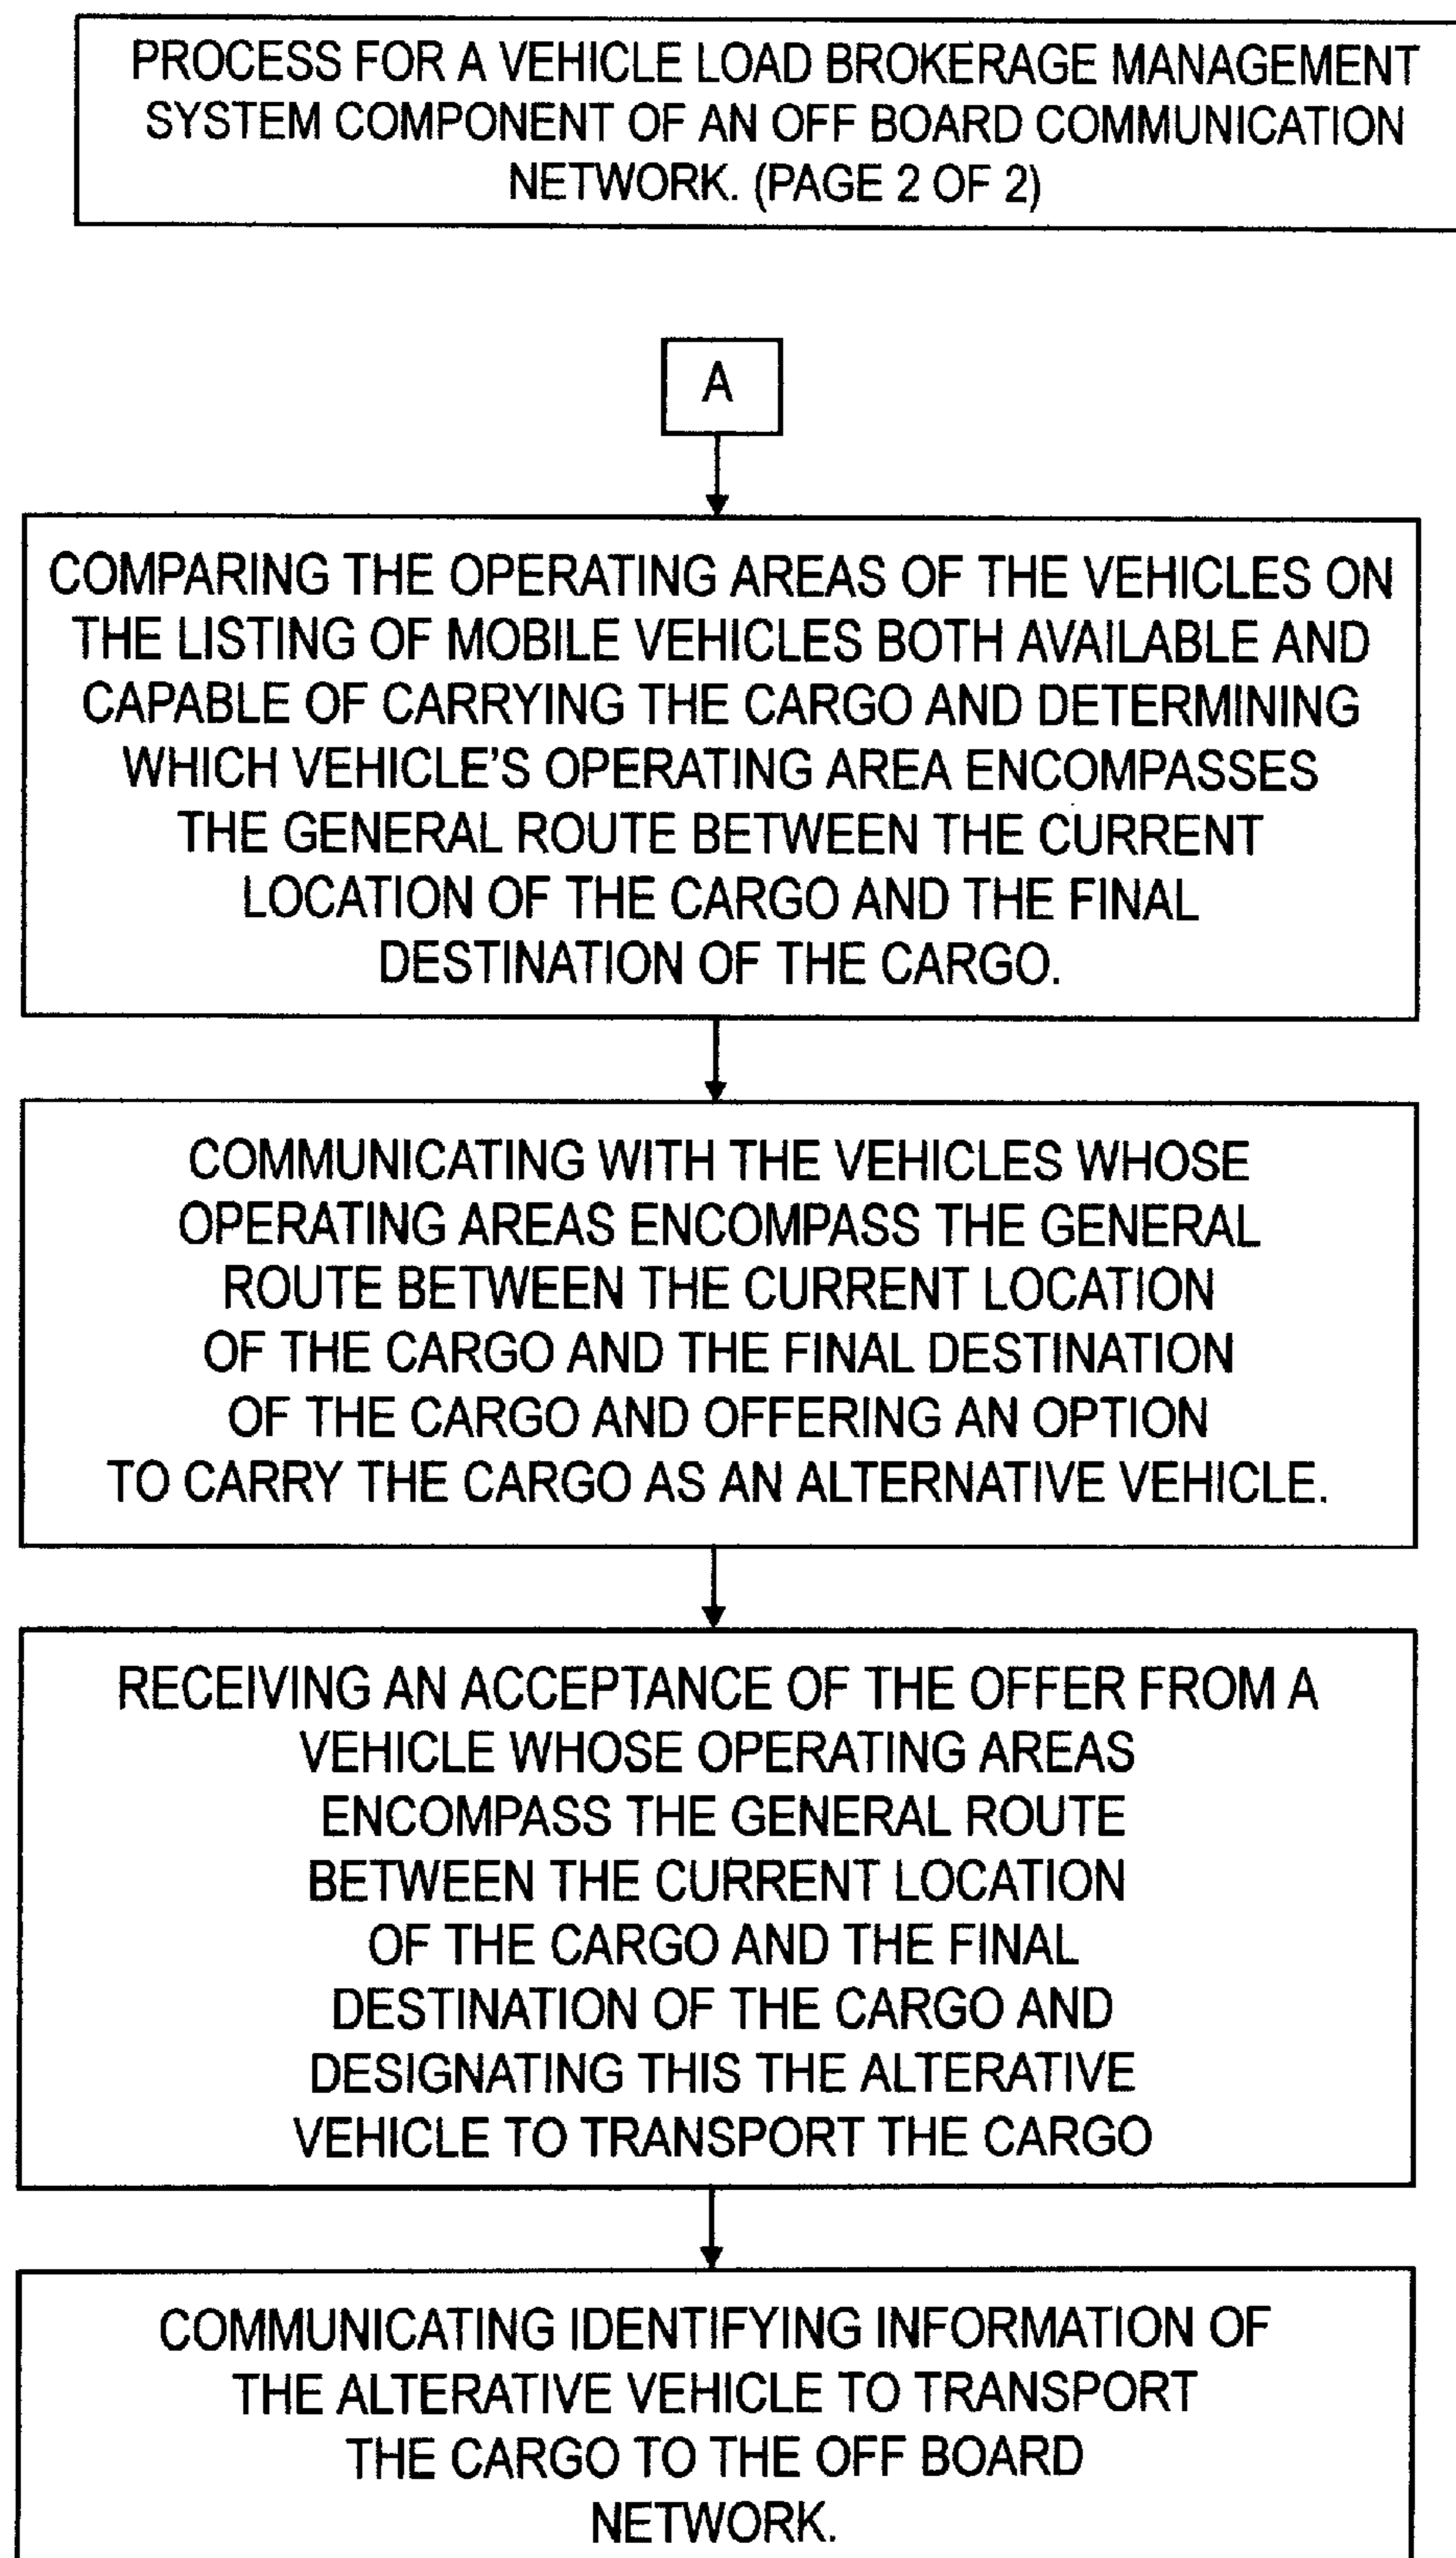 PROCESS FOR A VEHICLE LOAD BROKERAGE MANAGEMENT
SYSTEM COMPONENT OF AN OFF BOARD COMMUNICATION
NETWORK. (PAGE 2 OF 2)
A
COMPARING THE OPERATING AREAS OF THE VEHICLES ON
THE LISTING OF MOBILE VEHICLES BOTH AVAILABLE AND
CAPABLE OF CARRYING THE CARGO AND DETERMINING
WHICH VEHICLE'S OPERATING AREA ENCOMPASSES
THE GENERAL ROUTE BETWEEN THE CURRENT
LOCATION OF THE CARGO AND THE FINAL
DESTINATION OF THE CARGO.
COMMUNICATING WITH THE VEHICLES WHOSE
OPERATING AREAS ENCOMPASS THE GENERAL
ROUTE BETWEEN THE CURRENT LOCATION
OF THE CARGO AND THE FINAL DESTINATION
OF THE CARGO AND OFFERING AN OPTION
TO CARRY THE CARGO AS AN ALTERNATIVE VEHICLE.
RECEIVING AN ACCEPTANCE OF THE OFFER FROM A
VEHICLE WHOSE OPERATING AREAS
ENCOMPASS THE GENERAL ROUTE
BETWEEN THE CURRENT LOCATION
OF THE CARGO AND THE FINAL
DESTINATION OF THE CARGO AND
DESIGNATING THIS THE ALTERATIVE
VEHICLE TO TRANSPORT THE CARGO
COMMUNICATING IDENTIFYING INFORMATION OF
THE ALTERATIVE VEHICLE TO TRANSPORT
THE CARGO TO THE OFF BOARD
NETWORK.